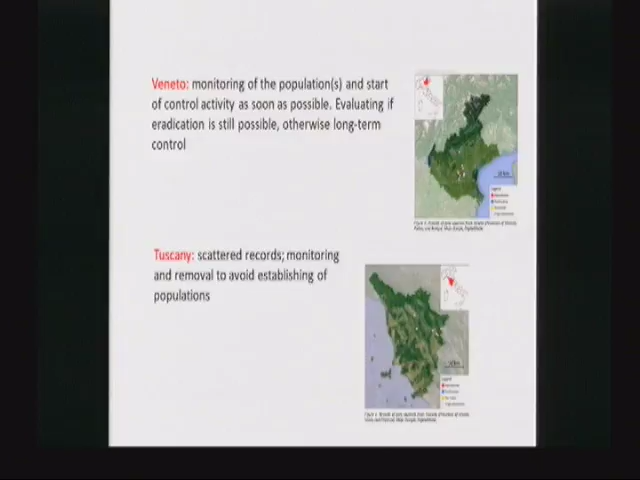 Veneto: monitoring of the population(s) and start
of control activity as soon as possible. Evaluating if
eradication is still possible, otherwise long-term
control
Tuscany: scattered records; monitoring
and removal to avoid establishing of
populations